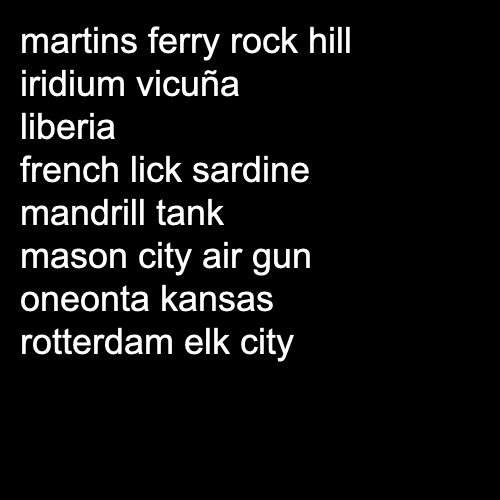 martins ferry rock hill
iridium vicuña
liberia
french lick sardine
mandrill tank
mason city air gun
oneonta kansas
rotterdam elk city